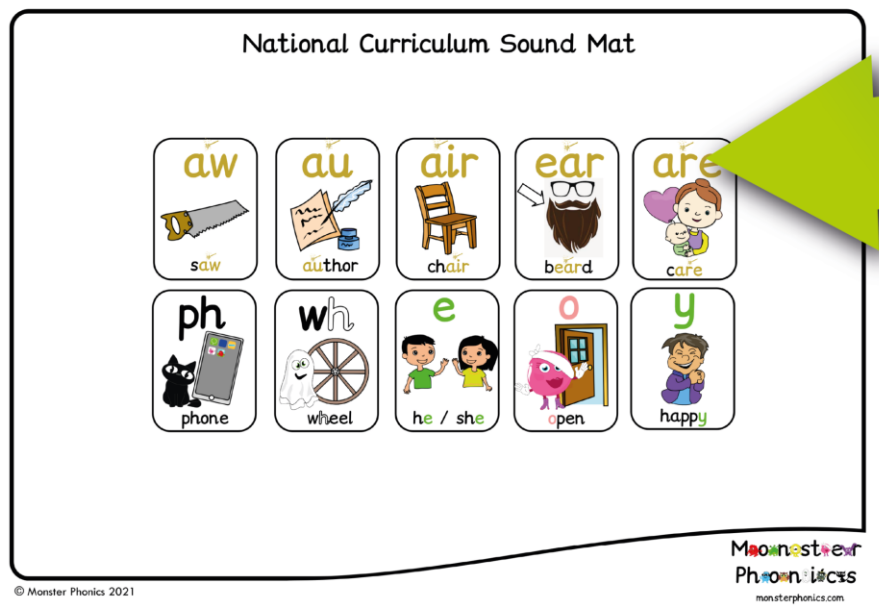 National Curriculum Sound Mat
aw au air ear are
saw author chair beard care
ph wh e o y
phone wheel he / she open happy
Monster
Phonics
© Monster Phonics 2021
monsterphonics.com